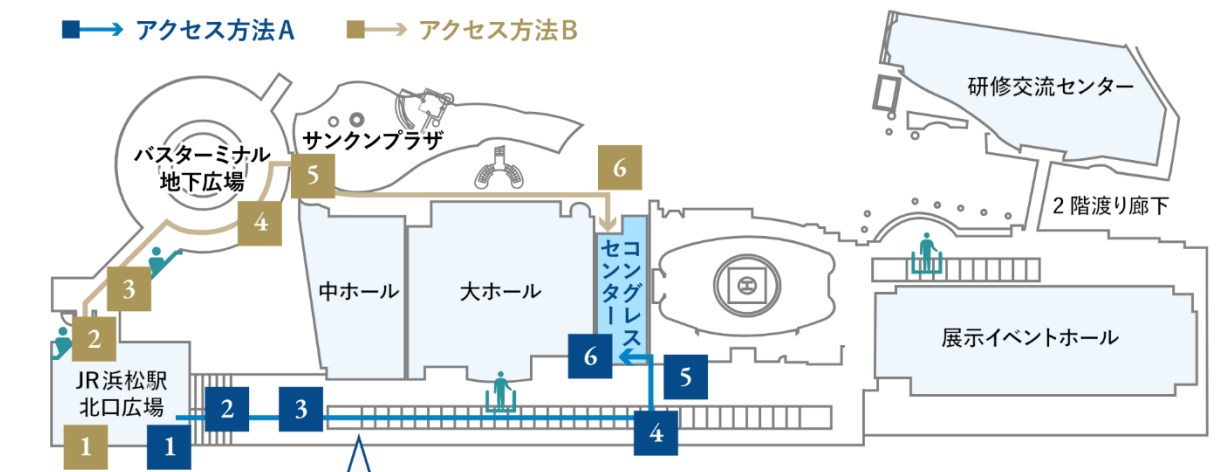 アクセス方法A
アクセス方法B
研修交流センター
サンクンプラザ
バスターミナル
地下広場
5
6
4
2階渡り廊下
3
中ホール
大ホール
コングレス
センター
2
展示イベントホール
6
5
JR浜松駅
北口広場
2
3
4
1
1